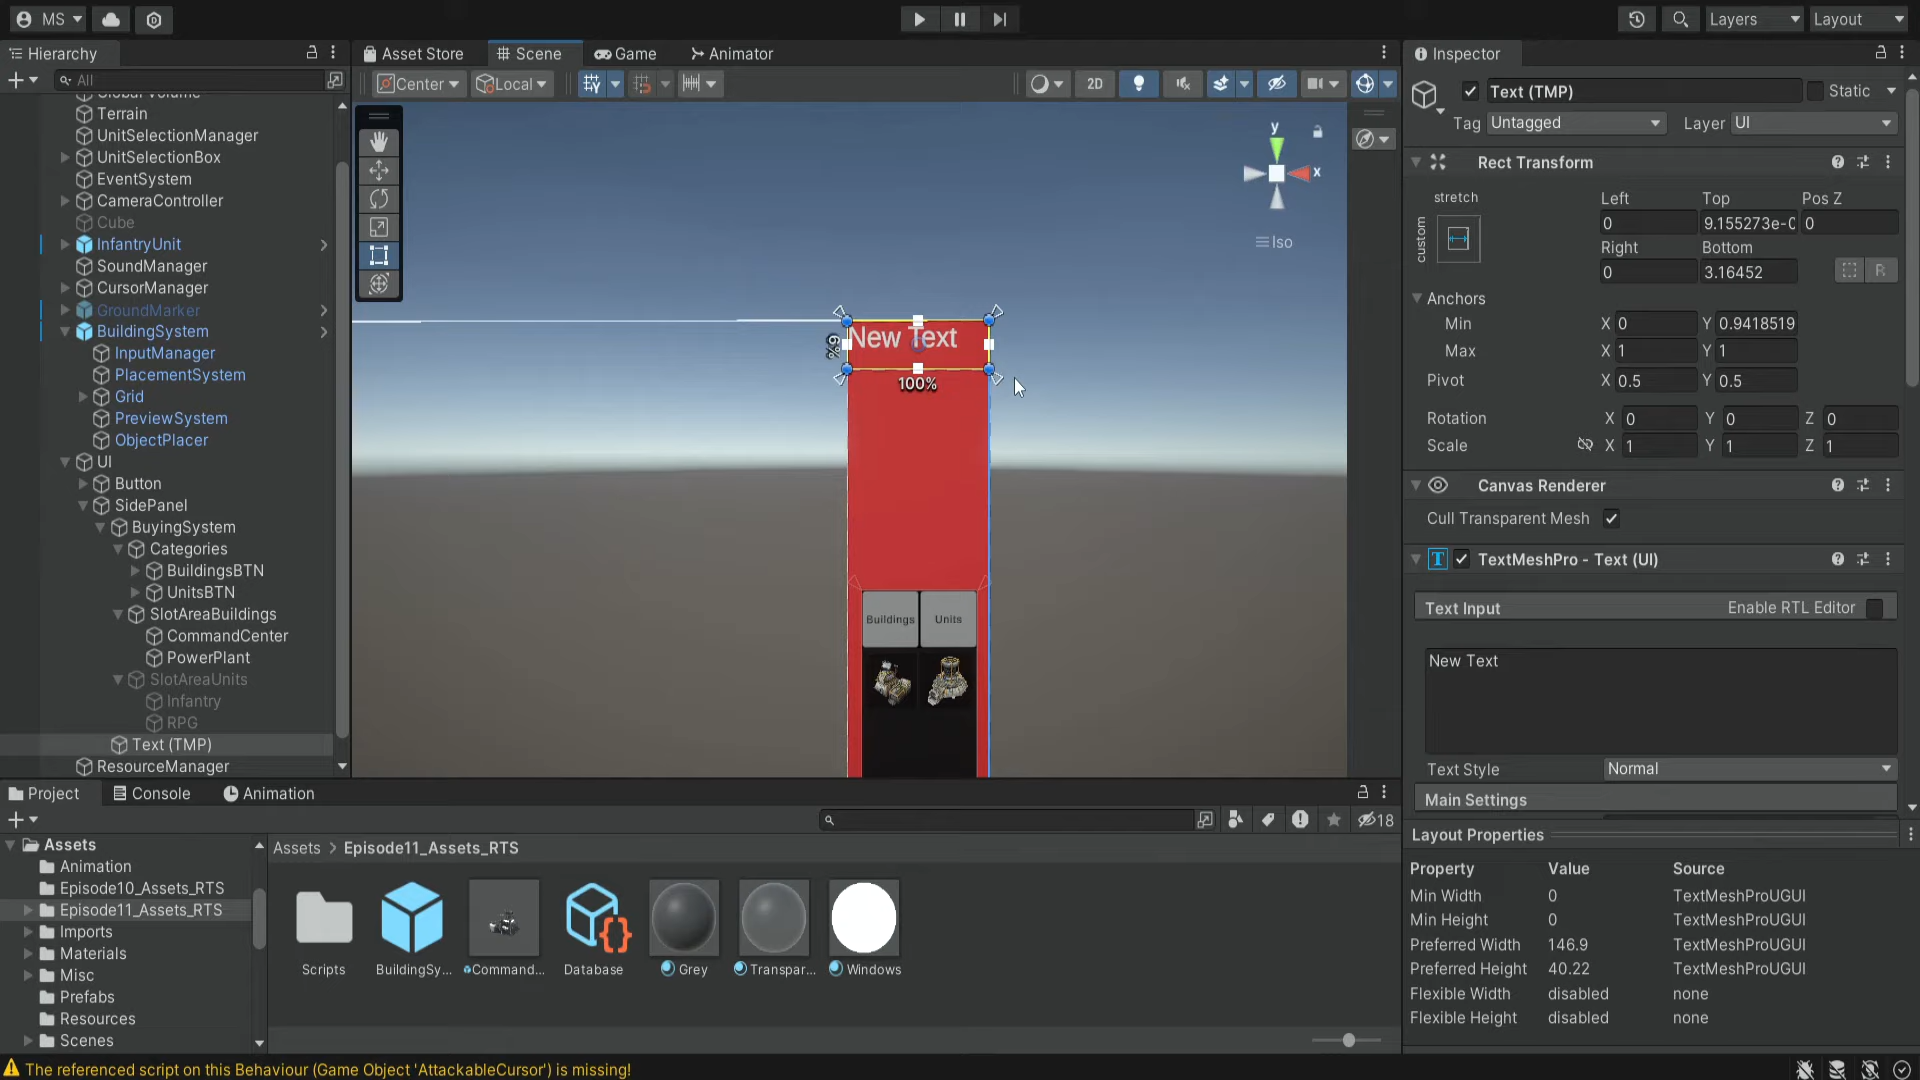 MS
Layers
Layout
Hierarchy
Asset Store
Scene
Game
Animator
Inspector
All
Center
Local
2D
Text (TMP)
Static
Tag
Untagged
Layer
UI
Global Volume
Terrain
UnitSelectionManager
UnitSelectionBox
EventSystem
CameraController
Cube
InfantryUnit
SoundManager
CursorManager
GroundMarker
BuildingSystem
InputManager
PlacementSystem
Grid
PreviewSystem
ObjectPlacer
UI
Button
SidePanel
BuyingSystem
Categories
BuildingsBTN
UnitsBTN
SlotAreaBuildings
CommandCenter
PowerPlant
SlotAreaUnits
Infantry
RPG
Text (TMP)
ResourceManager
y
x
Iso
New Text
6%
100%
Buildings
Units
Rect Transform
stretch
custom
Left
Top
Pos Z
0
9.155273e-0
0
Right
Bottom
0
3.16452
R
Anchors
Min
X 0
Y 0.9418519
Max
X 1
Y 1
Pivot
X 0.5
Y 0.5
Rotation
X 0
Y 0
Z 0
Scale
X 1
Y 1
Z 1
Canvas Renderer
Cull Transparent Mesh
TextMeshPro - Text (UI)
Text Input
Enable RTL Editor
New Text
Text Style
Normal
Main Settings
Layout Properties
Property Value Source
Min Width 0 TextMeshProUGUI
Min Height 0 TextMeshProUGUI
Preferred Width 146.9 TextMeshProUGUI
Preferred Height 40.22 TextMeshProUGUI
Flexible Width disabled none
Flexible Height disabled none
Project
Console
Animation
18
Assets
Animation
Episode10_Assets_RTS
Episode11_Assets_RTS
Imports
Materials
Misc
Prefabs
Resources
Scenes
Assets > Episode11_Assets_RTS
Scripts
BuildingSy...
Command...
Database
Grey
Transpar...
Windows
The referenced script on this Behaviour (Game Object 'AttackableCursor') is missing!